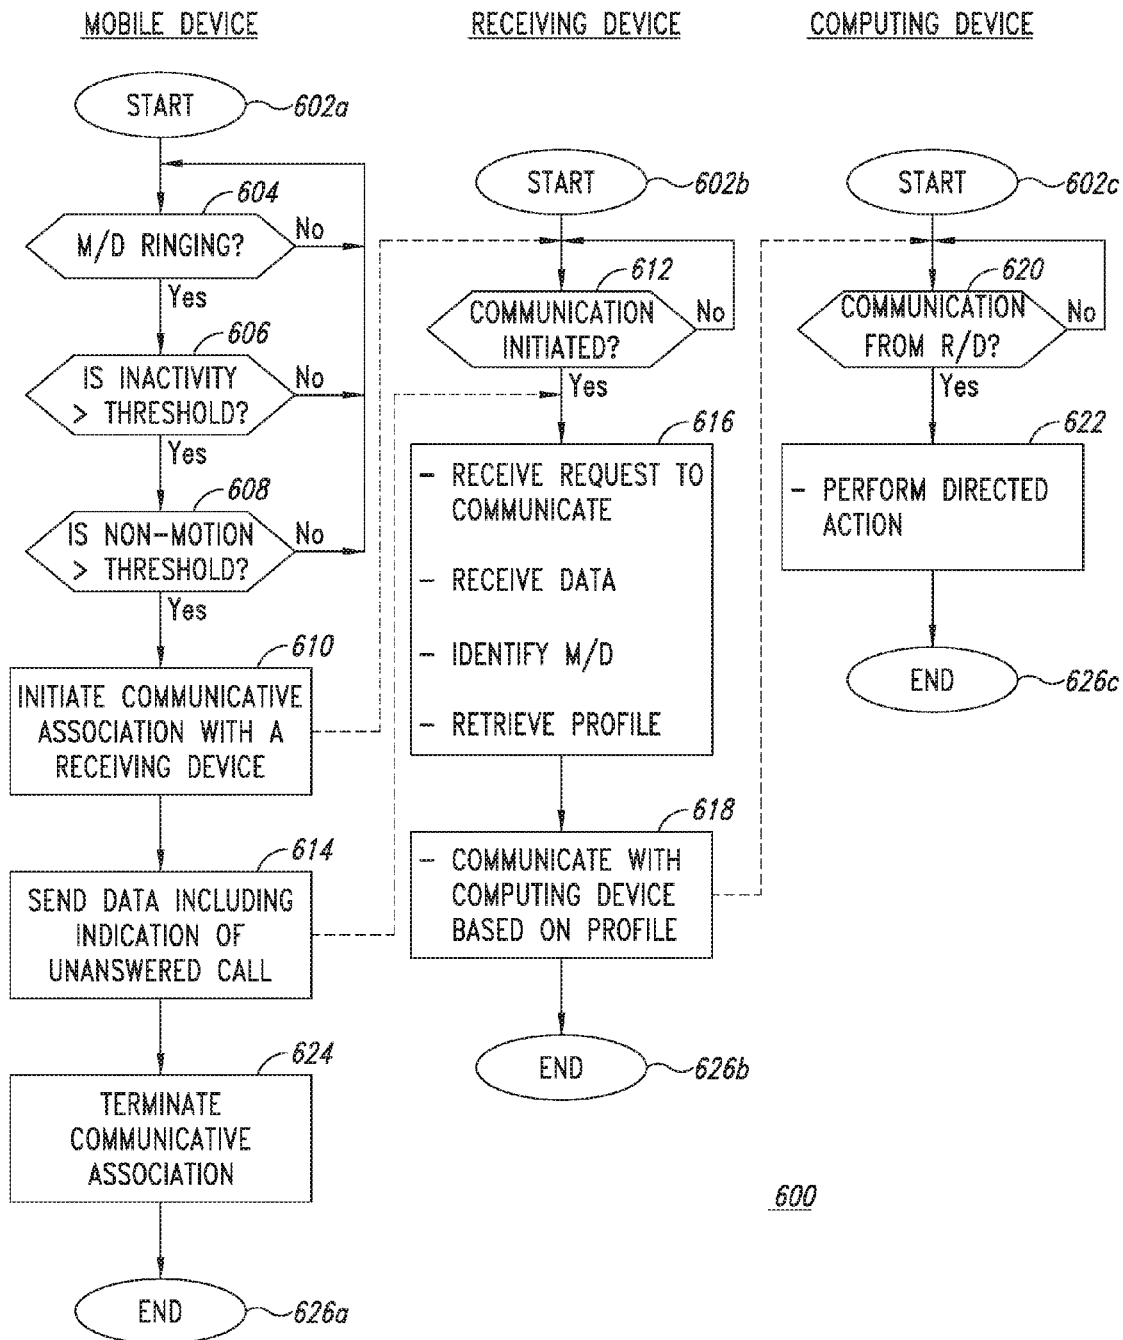 MOBILE DEVICE
START
602a
604
M/D RINGING?
No
Yes
606
IS INACTIVITY
> THRESHOLD?
No
Yes
608
IS NON-MOTION
> THRESHOLD?
No
Yes
610
INITIATE COMMUNICATIVE
ASSOCIATION WITH A
RECEIVING DEVICE
614
SEND DATA INCLUDING
INDICATION OF
UNANSWERED CALL
624
TERMINATE
COMMUNICATIVE
ASSOCIATION
END
626a
RECEIVING DEVICE
START
602b
612
COMMUNICATION
INITIATED?
No
Yes
616
- RECEIVE REQUEST TO
COMMUNICATE
- RECEIVE DATA
- IDENTIFY M/D
- RETRIEVE PROFILE
618
- COMMUNICATE WITH
COMPUTING DEVICE
BASED ON PROFILE
END
626b
COMPUTING DEVICE
START
602c
620
COMMUNICATION
FROM R/D?
No
Yes
622
- PERFORM DIRECTED
ACTION
END
626c
600